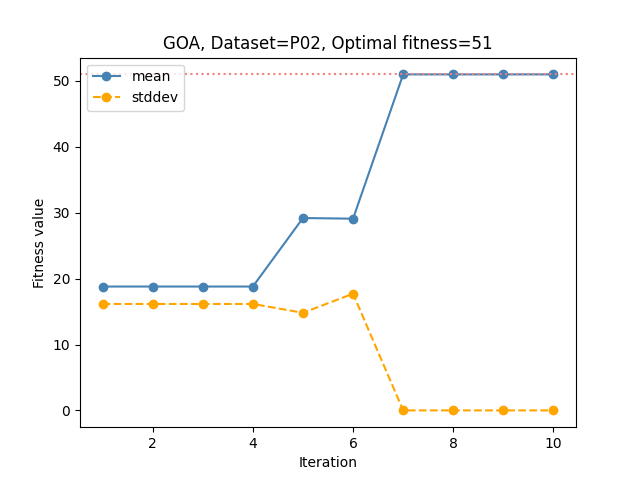 GOA, Dataset=P02, Optimal fitness=51
mean
stddev
Fitness value
50
40
30
20
10
0
2
4
6
8
10
Iteration